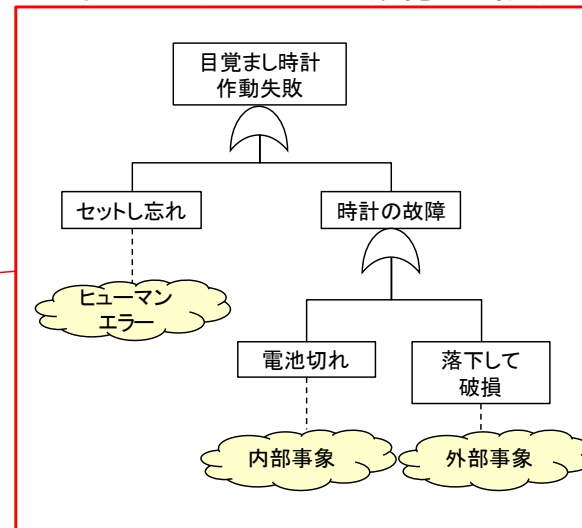 目覚まし時計
作動失敗
セットし忘れ
時計の故障
ヒューマン
エラー
電池切れ
落下して
破損
内部事象
外部事象